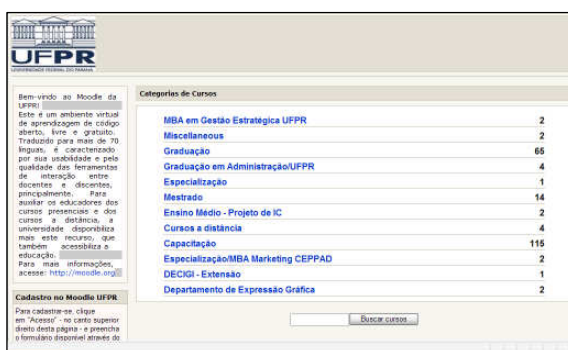 UFPR
UNIVERSIDADE FEDERAL DO PARANÁ
Bem-vindo ao Moodle da
UFPR!
Este é um ambiente virtual
de aprendizagem de código
aberto, livre e gratuito.
Traduzido para mais de 70
línguas, é caracterizado
por sua usabilidade e pela
qualidade das ferramentas
de interação entre
docentes e discentes,
principalmente. Para
auxiliar os educadores dos
cursos presenciais e dos
cursos a distância, a
universidade disponibiliza
mais este recurso, que
também acessibiliza a
educação.
Para mais informações,
acesse: http://moodle.org
Cadastro no Moodle UFPR
Para cadastrar-se, clique
em "Acesso" - no canto superior
direito desta página - e preencha
o formulário disponível através do
Categorias de Cursos
MBA em Gestão Estratégica UFPR 2
Miscellaneous 2
Graduação 65
Graduação em Administração/UFPR 4
Especialização 1
Mestrado 14
Ensino Médio - Projeto de IC 2
Cursos a distância 4
Capacitação 115
Especialização/MBA Marketing CEPPAD 2
DECIGI - Extensão 1
Departamento de Expressão Gráfica 2
Buscar cursos